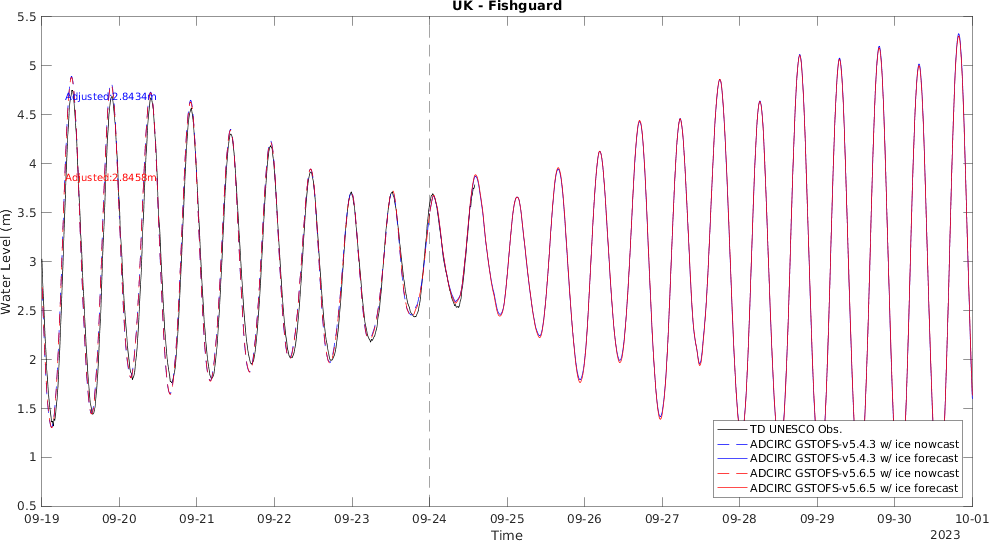 UK - Fishguard
5.5
5
4.5
4
3.5
3
2.5
2
1.5
1
0.5
Water Level (m)
Adjusted:2.8434m
Adjusted:2.8458m
TD UNESCO Obs.
ADCIRC GSTOFS-v5.4.3 w/ ice nowcast
ADCIRC GSTOFS-v5.4.3 w/ ice forecast
ADCIRC GSTOFS-v5.6.5 w/ ice nowcast
ADCIRC GSTOFS-v5.6.5 w/ ice forecast
09-19 09-20 09-21 09-22 09-23 09-24 09-25 09-26 09-27 09-28 09-29 09-30 10-01
Time
2023